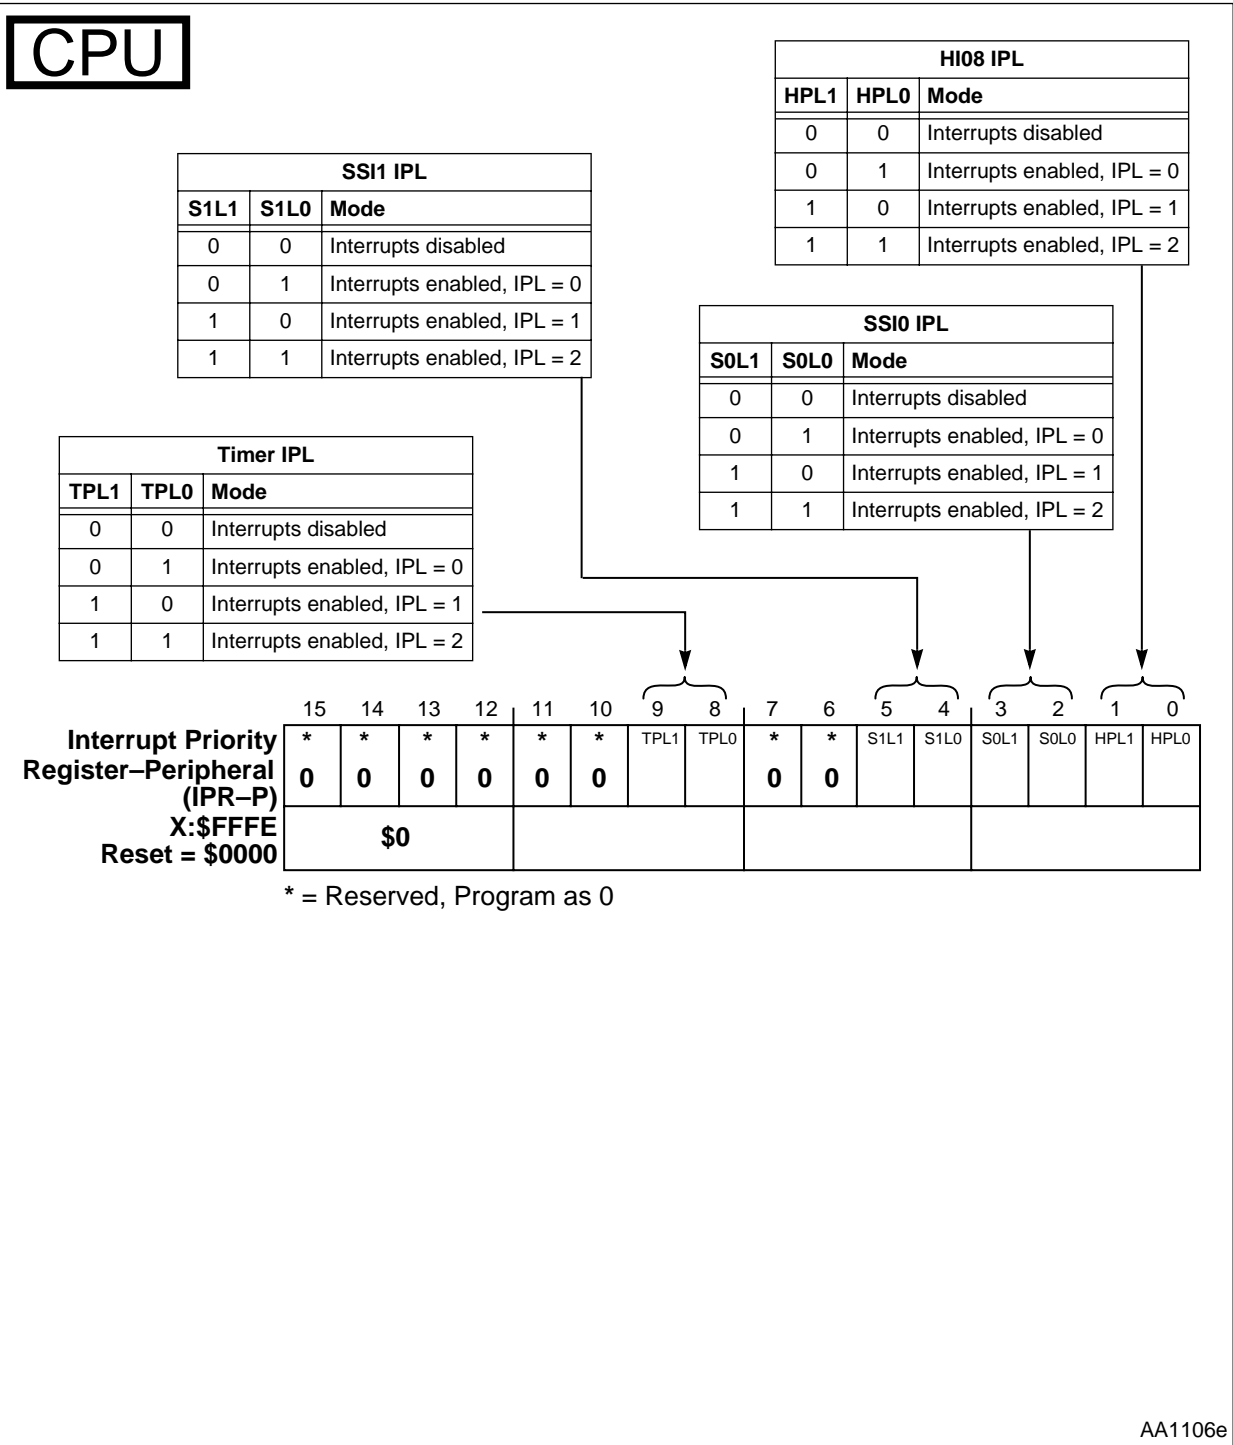 CPU
HI08 IPL
HPL1 HPL0 Mode
0 0 Interrupts disabled
0 1 Interrupts enabled, IPL = 0
1 0 Interrupts enabled, IPL = 1
1 1 Interrupts enabled, IPL = 2
SSI1 IPL
S1L1 S1L0 Mode
0 0 Interrupts disabled
0 1 Interrupts enabled, IPL = 0
1 0 Interrupts enabled, IPL = 1
1 1 Interrupts enabled, IPL = 2
SSI0 IPL
S0L1 S0L0 Mode
0 0 Interrupts disabled
0 1 Interrupts enabled, IPL = 0
1 0 Interrupts enabled, IPL = 1
1 1 Interrupts enabled, IPL = 2
Timer IPL
TPL1 TPL0 Mode
0 0 Interrupts disabled
0 1 Interrupts enabled, IPL = 0
1 0 Interrupts enabled, IPL = 1
1 1 Interrupts enabled, IPL = 2
15 14 13 12 11 10 9 8 7 6 5 4 3 2 1 0
Interrupt Priority * * * * * * TPL1 TPL0 * * S1L1 S1L0 S0L1 S0L0 HPL1 HPL0
Register–Peripheral 0 0 0 0 0 0 0 0
(IPR–P)
X:$FFFE $0
Reset = $0000
* = Reserved, Program as 0
AA1106e